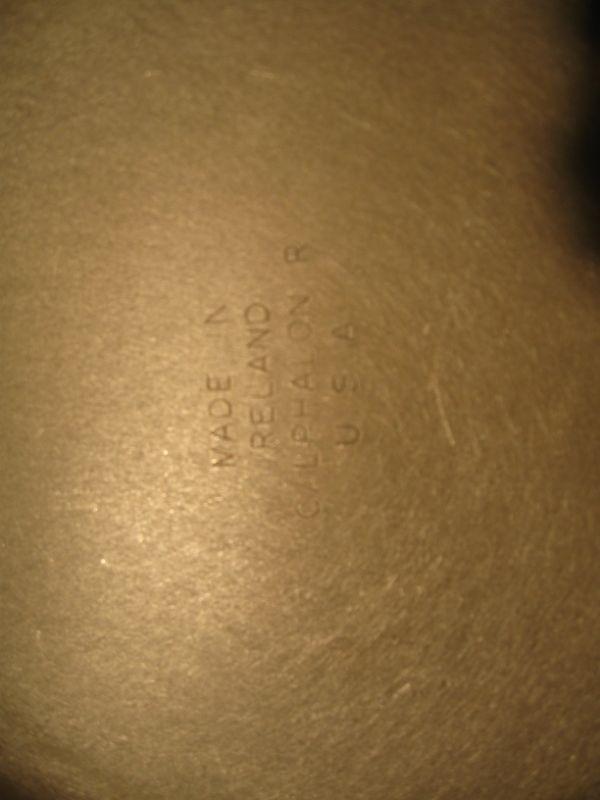 MADE IN
IRELAND
CALPHALON R
U S A